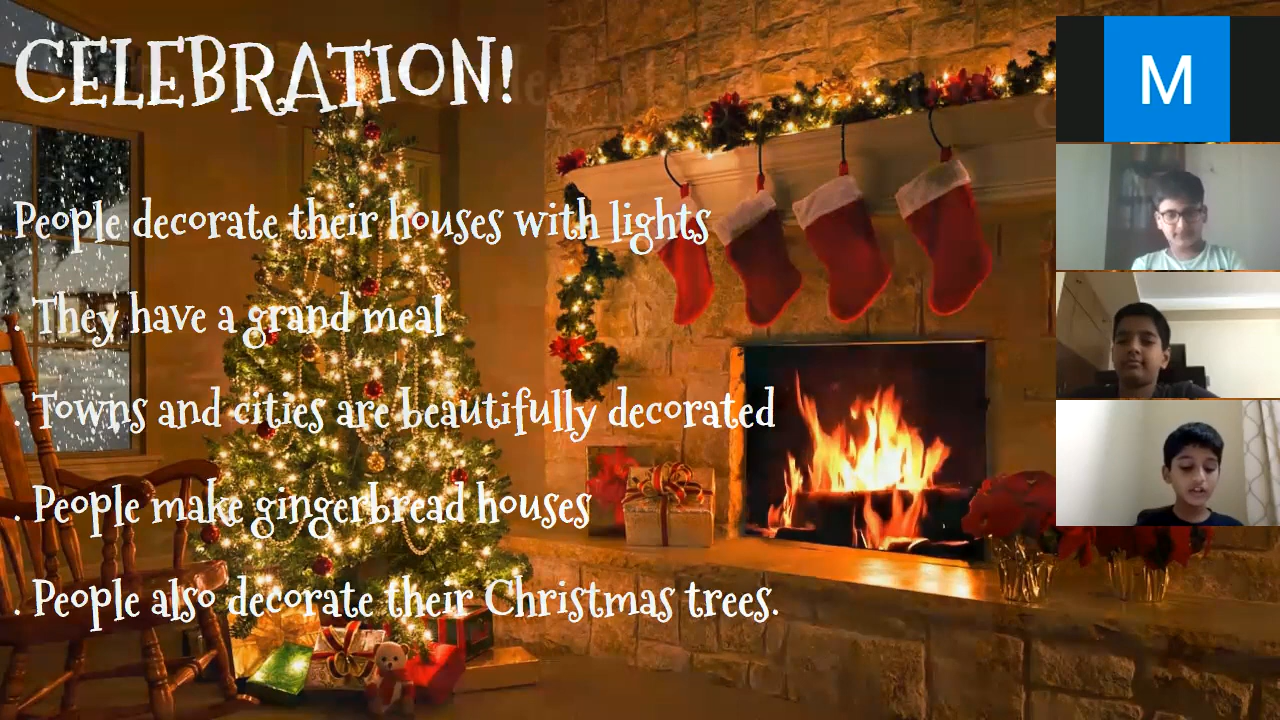 CELEBRATION!
. People decorate their houses with lights
. They have a grand meal
. Towns and cities are beautifully decorated
. People make gingerbread houses
. People also decorate their Christmas trees.
M